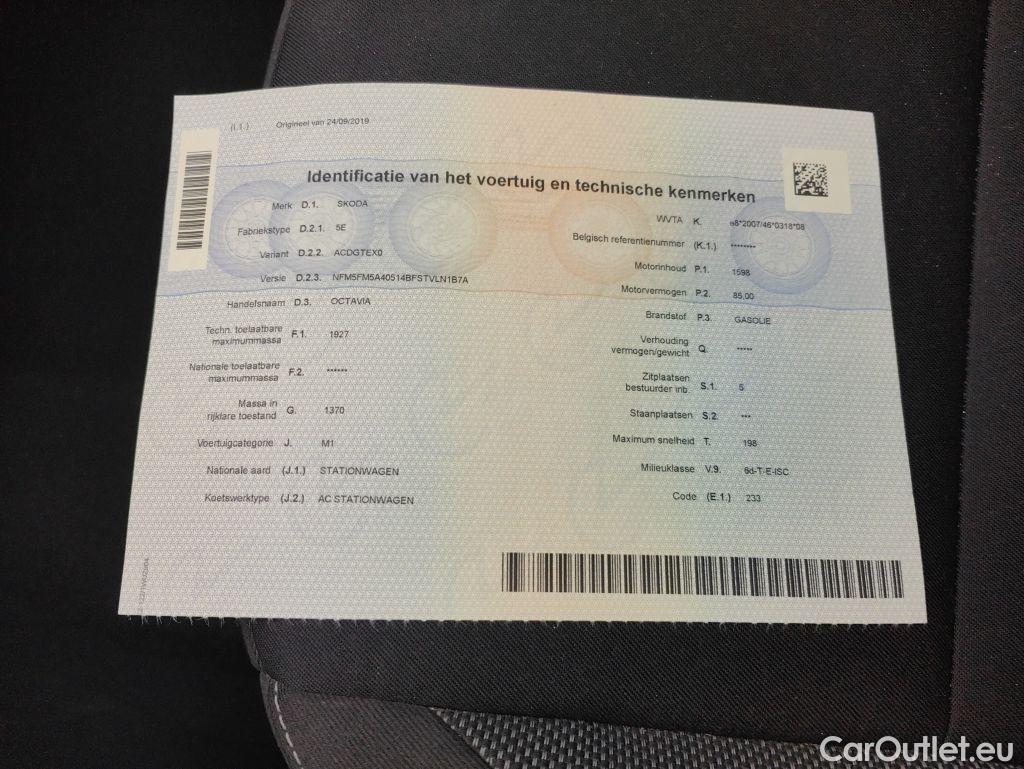 (I.1.) Origineel van 24/09/2019
Identificatie van het voertuig en technische kenmerken
Merk D.1. SKODA
Fabriekstype D.2.1. 5E
Variant D.2.2. ACDGTEX0
Versie D.2.3. NFM5FM5A40514BFSTVLN1B7A
Handelsnaam D.3. OCTAVIA
Techn. toelaatbare
maximummassa F.1. 1927
Nationale toelaatbare
maximummassa F.2. ******
Massa in
rijklare toestand G. 1370
Voertuigcategorie J. M1
Nationale aard (J.1.) STATIONWAGEN
Koetswerktype (J.2.) AC STATIONWAGEN
WVTA K. e8*2007/46*0318*08
Belgisch referentienummer (K.1.) ********
Motorinhoud P.1. 1598
Motorvermogen P.2. 85,00
Brandstof P.3. GASOLIE
Verhouding
vermogen/gewicht Q. *****
Zitplaatsen
bestuurder inb. S.1. 5
Staanplaatsen S.2. ***
Maximum snelheid T. 198
Milieuklasse V.9. 6d-T-E-ISC
Code (E.1.) 233
CarOutlet.eu